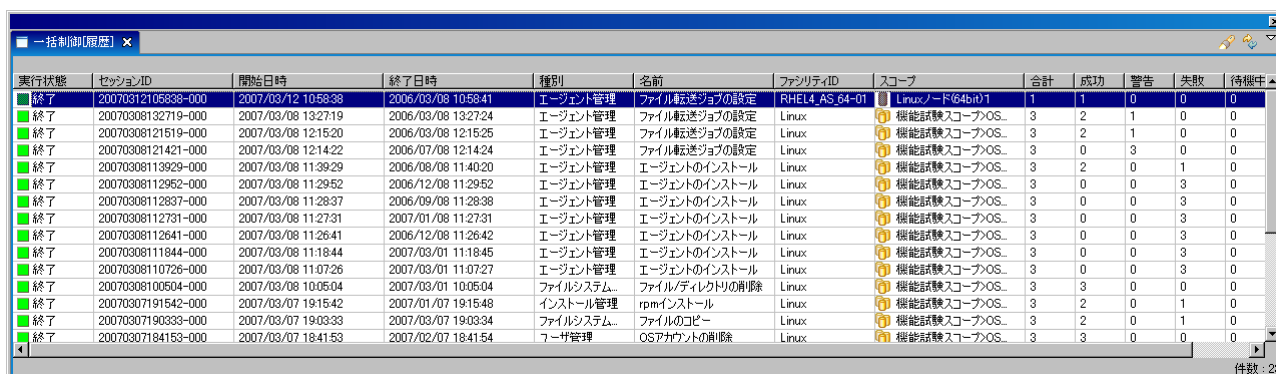 一括制御[履歴]
実行状態 セッションID 開始日時 終了日時 種別 名前 ファシリティID スコープ 合計 成功 警告 失敗 待機中
終了 20070312105838-000 2007/03/12 10:58:38 2006/03/08 10:58:41 エージェント管理 ファイル転送ジョブの設定 RHEL4_AS_64-01 Linuxノード(64bit)1 1 1 0 0 0
終了 20070308132719-000 2007/03/08 13:27:19 2006/03/08 13:27:24 エージェント管理 ファイル転送ジョブの設定 Linux 機能試験スコープ>OS... 3 2 1 0 0
終了 20070308121519-000 2007/03/08 12:15:20 2006/03/08 12:15:25 エージェント管理 ファイル転送ジョブの設定 Linux 機能試験スコープ>OS... 3 2 1 0 0
終了 20070308121421-000 2007/03/08 12:14:22 2006/07/08 12:14:24 エージェント管理 ファイル転送ジョブの設定 Linux 機能試験スコープ>OS... 3 0 3 0 0
終了 20070308113929-000 2007/03/08 11:39:29 2006/08/08 11:40:20 エージェント管理 エージェントのインストール Linux 機能試験スコープ>OS... 3 2 0 1 0
終了 20070308112952-000 2007/03/08 11:29:52 2006/12/08 11:29:52 エージェント管理 エージェントのインストール Linux 機能試験スコープ>OS... 3 0 0 3 0
終了 20070308112837-000 2007/03/08 11:28:37 2006/09/08 11:28:38 エージェント管理 エージェントのインストール Linux 機能試験スコープ>OS... 3 0 0 3 0
終了 20070308112731-000 2007/03/08 11:27:31 2007/01/08 11:27:31 エージェント管理 エージェントのインストール Linux 機能試験スコープ>OS... 3 0 0 3 0
終了 20070308112641-000 2007/03/08 11:26:41 2006/12/08 11:26:42 エージェント管理 エージェントのインストール Linux 機能試験スコープ>OS... 3 0 0 3 0
終了 20070308111844-000 2007/03/08 11:18:44 2007/03/01 11:18:45 エージェント管理 エージェントのインストール Linux 機能試験スコープ>OS... 3 0 0 3 0
終了 20070308110726-000 2007/03/08 11:07:26 2007/03/01 11:07:27 エージェント管理 エージェントのインストール Linux 機能試験スコープ>OS... 3 0 0 3 0
終了 20070308100504-000 2007/03/08 10:05:04 2007/03/01 10:05:04 ファイルシステム... ファイル/ディレクトリの削除 Linux 機能試験スコープ>OS... 3 3 0 0 0
終了 20070307191542-000 2007/03/07 19:15:42 2007/01/07 19:15:48 インストール管理 rpmインストール Linux 機能試験スコープ>OS... 3 2 0 1 0
終了 20070307190333-000 2007/03/07 19:03:33 2007/03/07 19:03:34 ファイルシステム... ファイルのコピー Linux 機能試験スコープ>OS... 3 2 0 1 0
終了 20070307184153-000 2007/03/07 18:41:53 2007/02/07 18:41:54 ユーザ管理 OSアカウントの削除 Linux 機能試験スコープ>OS... 3 3 0 0 0
件数 :